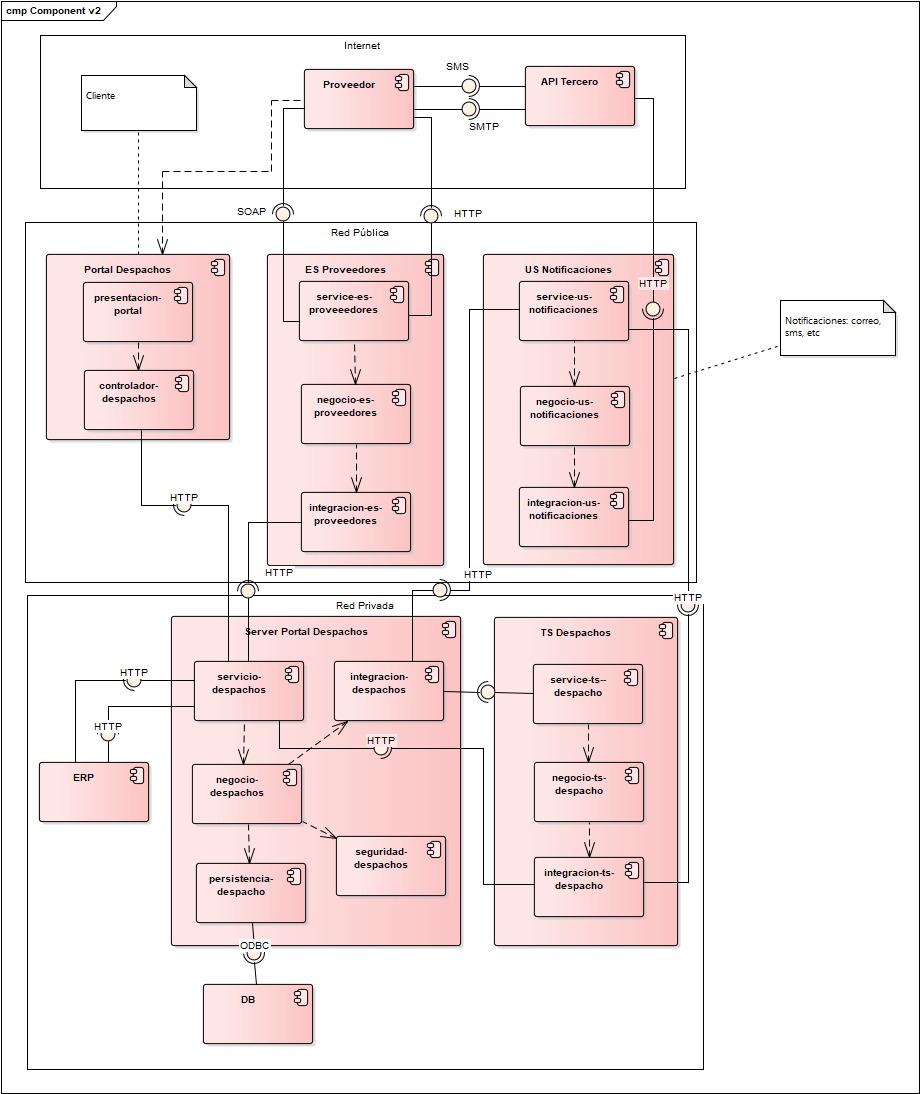 cmp Component v2
Internet
Cliente
Proveedor
SMS
SMTP
API Tercero
SOAP
HTTP
Red Pública
Portal Despachos
presentacion-
portal
controlador-
despachos
ES Proveedores
service-es-
proveeedores
negocio-es-
proveedores
integracion-es-
proveedores
US Notificaciones
HTTP
service-us-
notificaciones
negocio-us-
notificaciones
integracion-us-
notificaciones
Notificaciones: correo,
sms, etc
HTTP
HTTP
HTTP
HTTP
Red Privada
Server Portal Despachos
servicio-
despachos
integracion-
despachos
HTTP
HTTP
HTTP
ERP
negocio-
despachos
seguridad-
despachos
persistencia-
despacho
ODBC
DB
TS Despachos
service-ts--
despacho
negocio-ts-
despacho
integracion-ts-
despacho